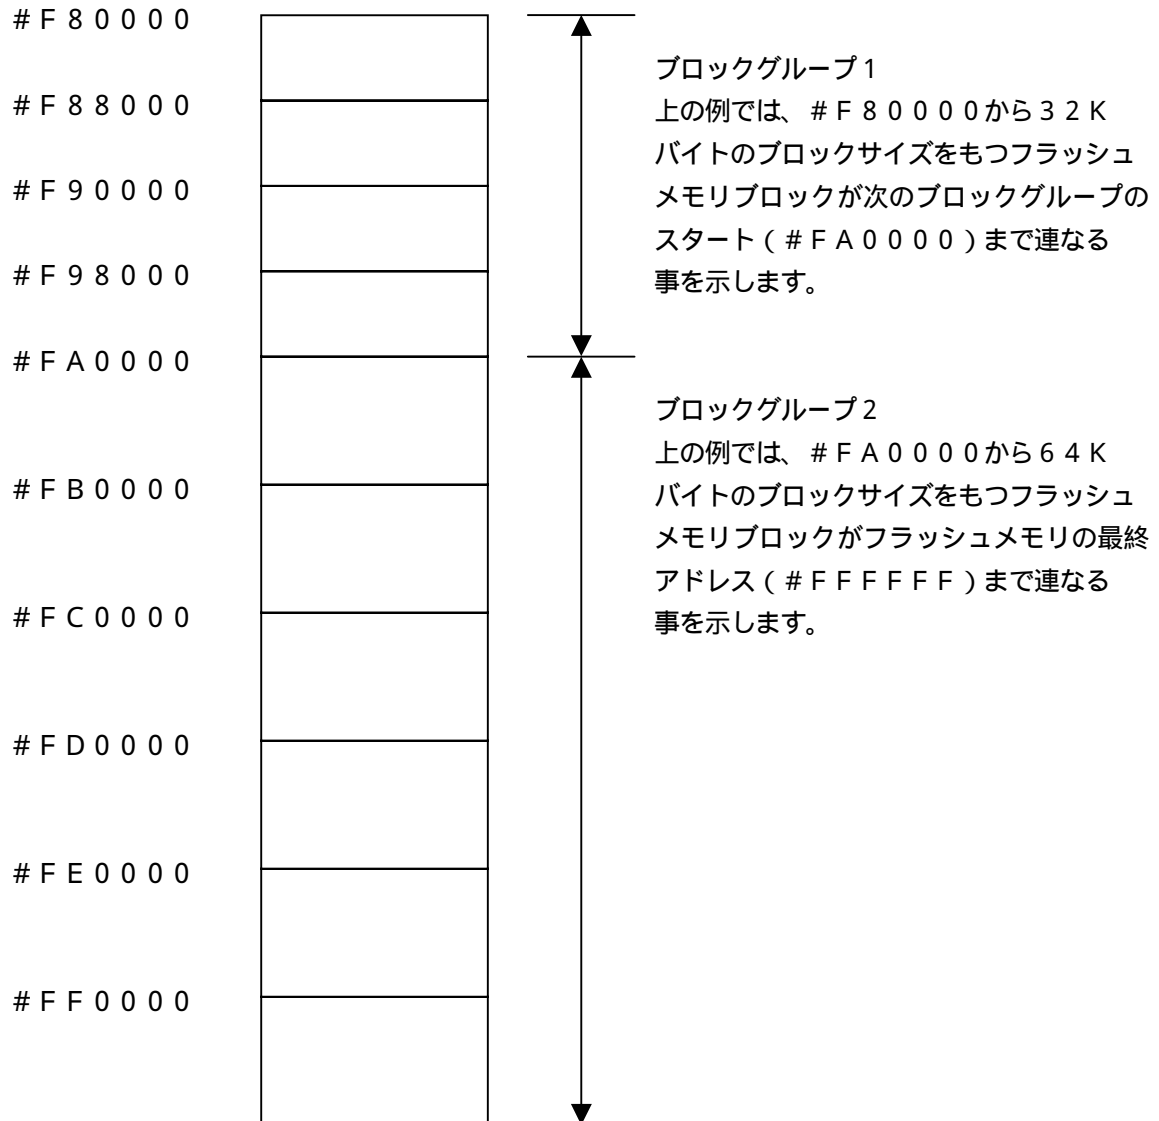 #F80000
ブロックグループ1
#F88000
上の例では、#F80000から32K
バイトのブロックサイズをもつフラッシュ
#F90000
メモリブロックが次のブロックグループの
スタート(#FA0000)まで連なる
#F98000
事を示します。
#FA0000
ブロックグループ2
上の例では、#FA0000から64K
#FB0000
バイトのブロックサイズをもつフラッシュ
メモリブロックがフラッシュメモリの最終
アドレス(#FFFFFF)まで連なる
#FC0000
事を示します。
#FD0000
#FE0000
#FF0000